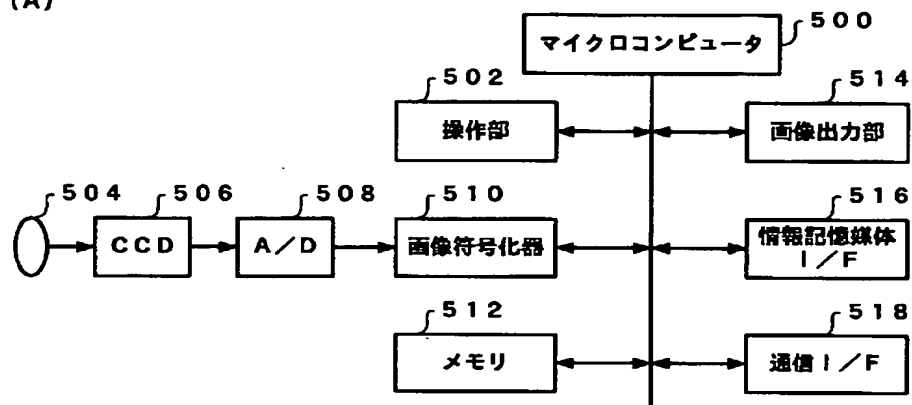 (A)
500
マイクロコンピュータ
502
514
操作部
画像出力部
504
506
508
510
516
CCD
A/D
画像符号化器
情報記憶媒体
I/F
512
518
メモリ
通信I/F